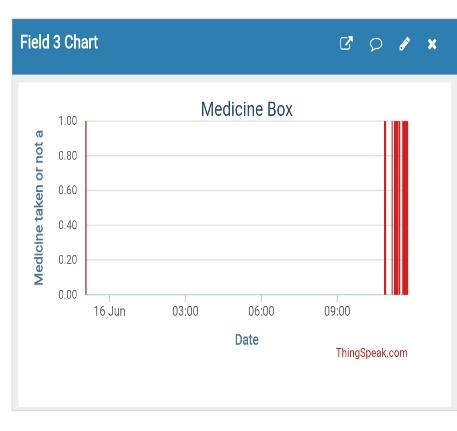 Field 3 Chart
Medicine Box
Medicine taken or not a
1.00
0.80
0.60
0.40
0.20
0.00
16 Jun 03:00 06:00 09:00
Date
ThingSpeak.com